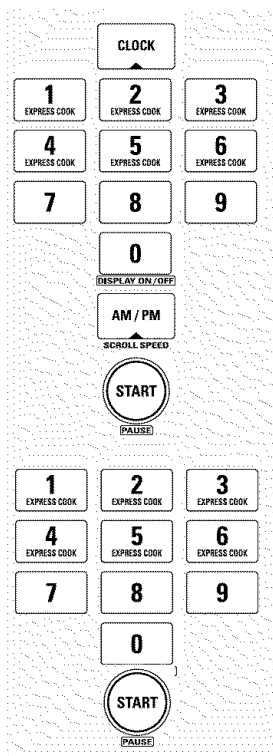 CLOCK
1 2 3
EXPRESS COOK EXPRESS COOK EXPRESS COOK
4 5 6
EXPRESS COOK EXPRESS COOK EXPRESS COOK
7 8 9
0
DISPLAY ON/OFF
AM / PM
SCROLL SPEED
START
PAUSE
1 2 3
EXPRESS COOK EXPRESS COOK EXPRESS COOK
4 5 6
EXPRESS COOK EXPRESS COOK EXPRESS COOK
7 8 9
0
START
PAUSE